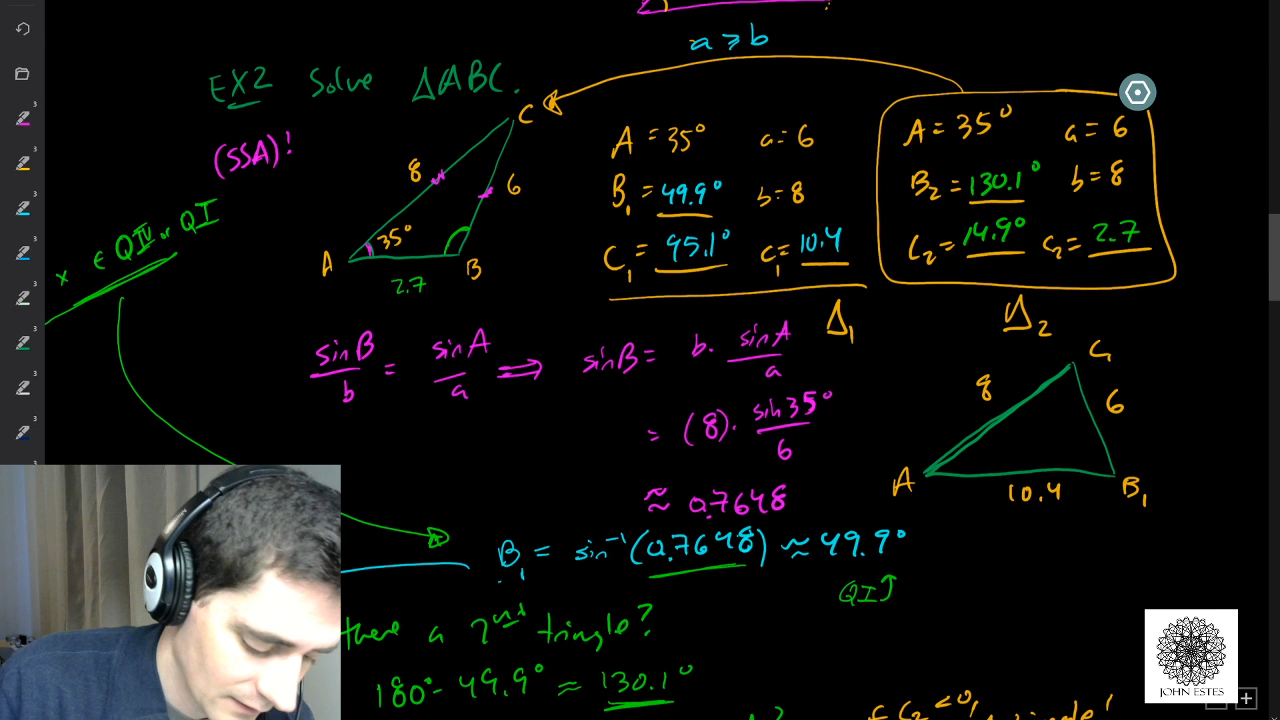 a ≥ b
EX2 Solve ΔABC.
(SSA)!
x ∈ QIV or QI
C
8
6
35°
A
B
2.7
A = 35° a = 6
B₁ = 49.9° b = 8
C₁ = 95.1° c₁ = 10.4
Δ₁
A = 35° a = 6
B₂ = 130.1° b = 8
C₂ = 14.9° c₂ = 2.7
Δ₂
sinB/b = sinA/a ⟹ sinB = b · sinA/a
= (8) · sin35°/6
≈ 0.7648
C₁
8
6
A
10.4
B₁
B₁ = sin⁻¹(0.7648) ≈ 49.9°
QI
there a 2nd triangle?
180° - 49.9° ≈ 130.1°
C₂ < 0,
JOHN ESTES